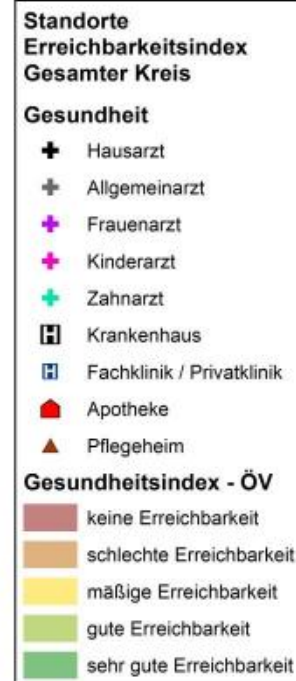 Standorte
Erreichbarkeitsindex
Gesamter Kreis
Gesundheit
Hausarzt
Allgemeinarzt
Frauenarzt
Kinderarzt
Zahnarzt
H Krankenhaus
H Fachklinik / Privatklinik
Apotheke
Pflegeheim
Gesundheitsindex - ÖV
keine Erreichbarkeit
schlechte Erreichbarkeit
mäßige Erreichbarkeit
gute Erreichbarkeit
sehr gute Erreichbarkeit